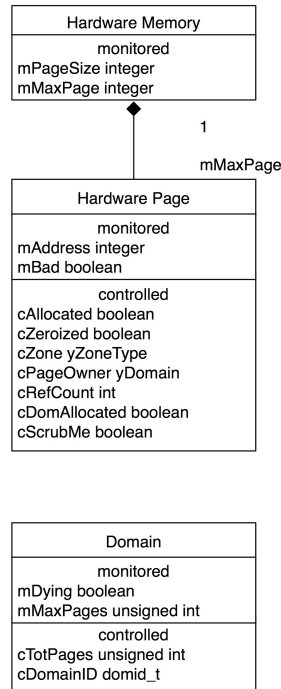 Hardware Memory
monitored
mPageSize integer
mMaxPage integer
1
mMaxPage
Hardware Page
monitored
mAddress integer
mBad boolean
controlled
cAllocated boolean
cZeroized boolean
cZone yZoneType
cPageOwner yDomain
cRefCount int
cDomAllocated boolean
cScrubMe boolean
Domain
monitored
mDying boolean
mMaxPages unsigned int
controlled
cTotPages unsigned int
cDomainID domid_t